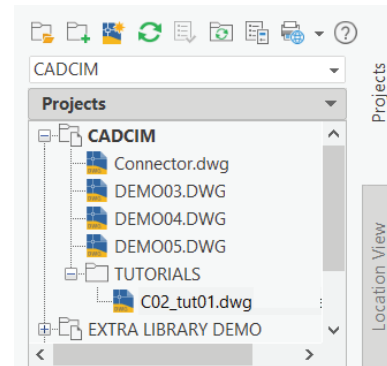 CADCIM
Projects
CADCIM
Connector.dwg
DEMO03.DWG
DEMO04.DWG
DEMO05.DWG
TUTORIALS
C02_tut01.dwg
EXTRA LIBRARY DEMO
Projects
Location View